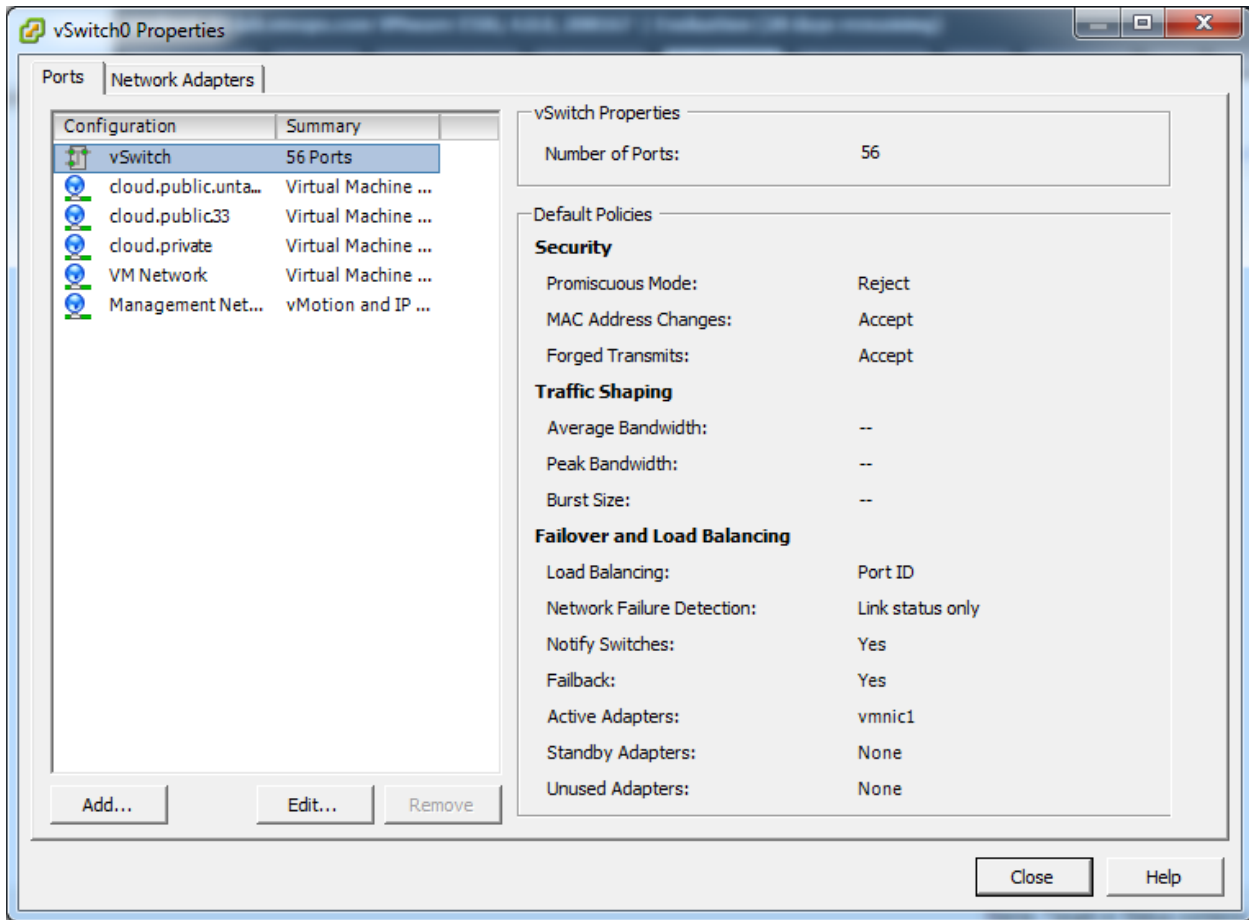 vSwitch0 Properties
Ports
Network Adapters
Configuration Summary
vSwitch 56 Ports
cloud.public.unta... Virtual Machine ...
cloud.public.33 Virtual Machine ...
cloud.private Virtual Machine ...
VM Network Virtual Machine ...
Management Net... vMotion and IP ...
Add...
Edit...
Remove
vSwitch Properties
Number of Ports: 56
Default Policies
Security
Promiscuous Mode: Reject
MAC Address Changes: Accept
Forged Transmits: Accept
Traffic Shaping
Average Bandwidth: --
Peak Bandwidth: --
Burst Size: --
Failover and Load Balancing
Load Balancing: Port ID
Network Failure Detection: Link status only
Notify Switches: Yes
Failback: Yes
Active Adapters: vmnic1
Standby Adapters: None
Unused Adapters: None
Close
Help